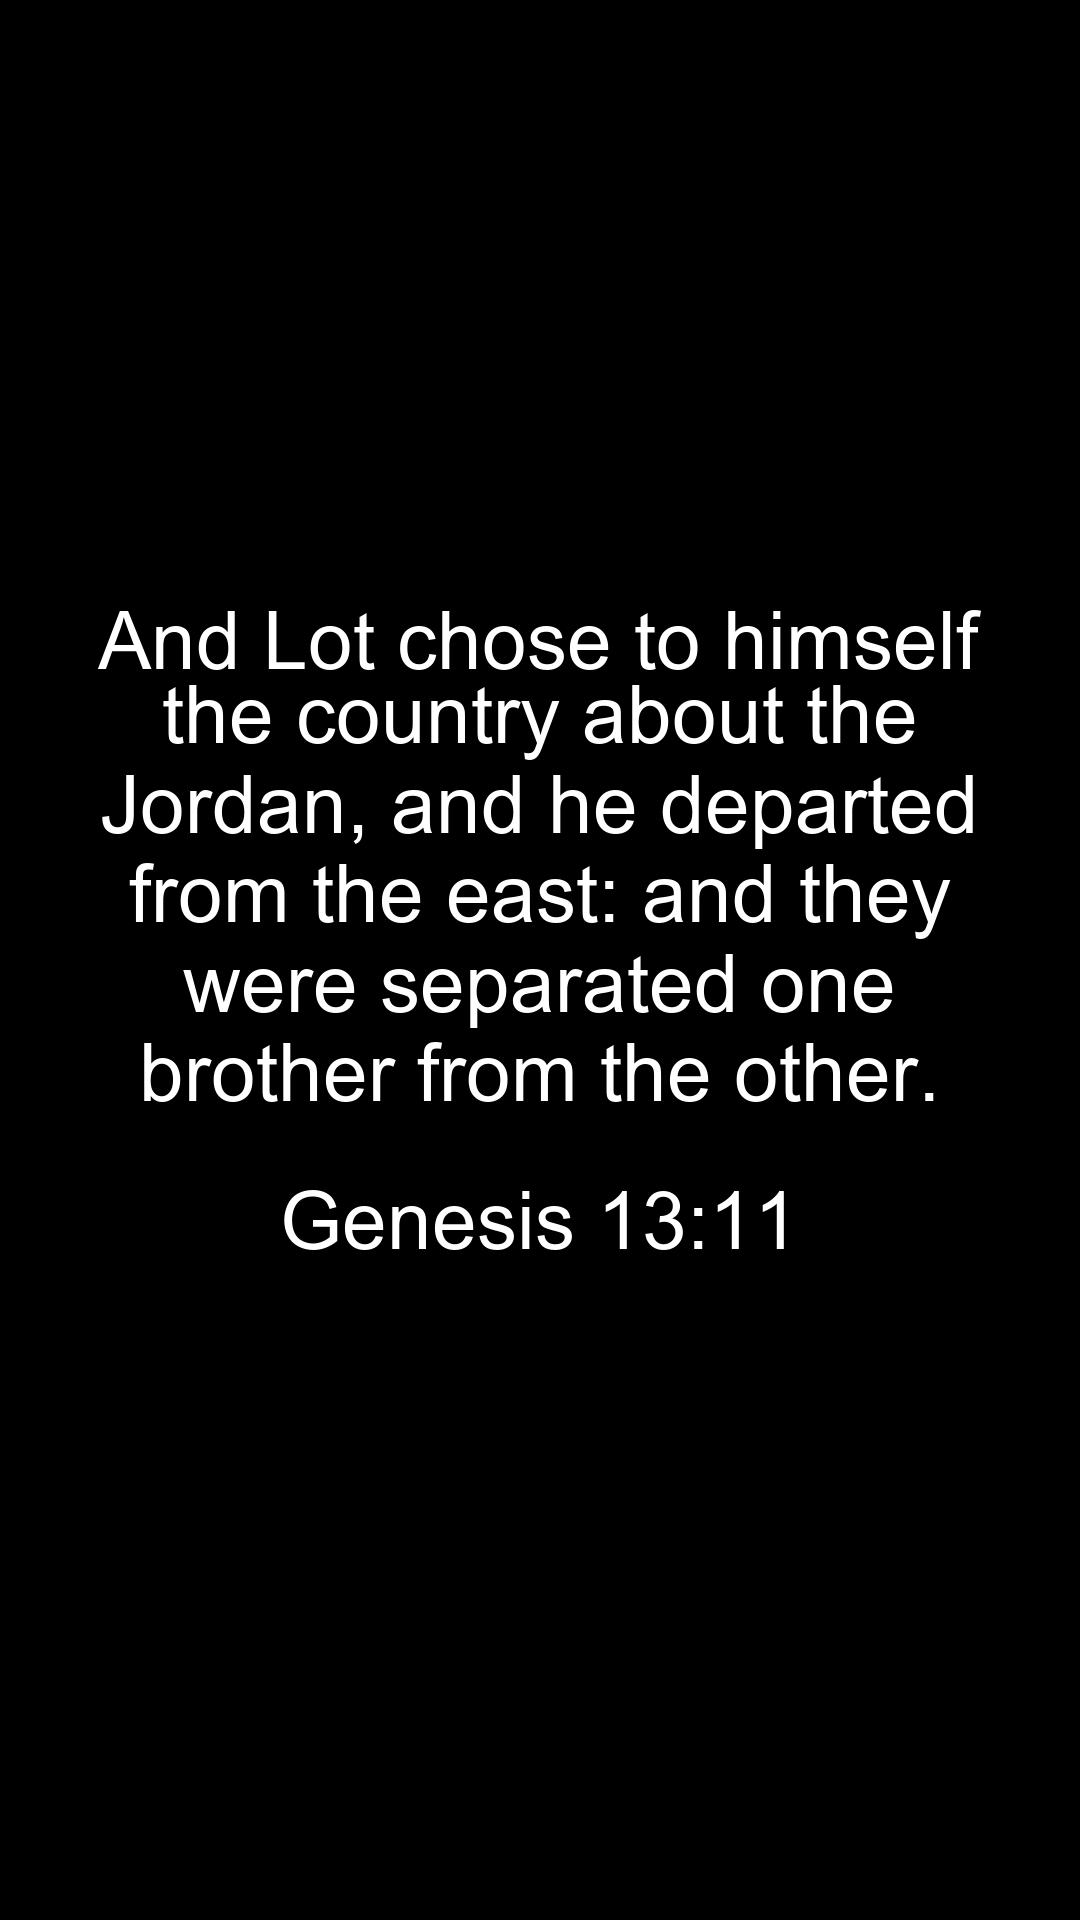 And Lot chose to himself
the country about the
Jordan, and he departed
from the east: and they
were separated one
brother from the other.
Genesis 13:11